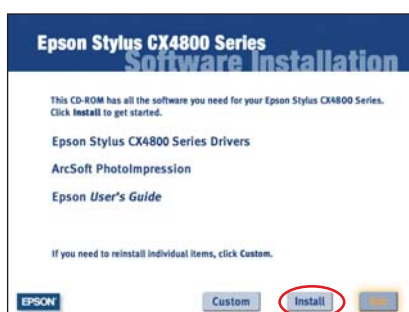 Epson Stylus CX4800 Series
Software Installation
This CD-ROM has all the software you need for your Epson Stylus CX4800 Series.
Click Install to get started.
Epson Stylus CX4800 Series Drivers
ArcSoft PhotoImpression
Epson User's Guide
If you need to reinstall individual items, click Custom.
EPSON
Custom
Install